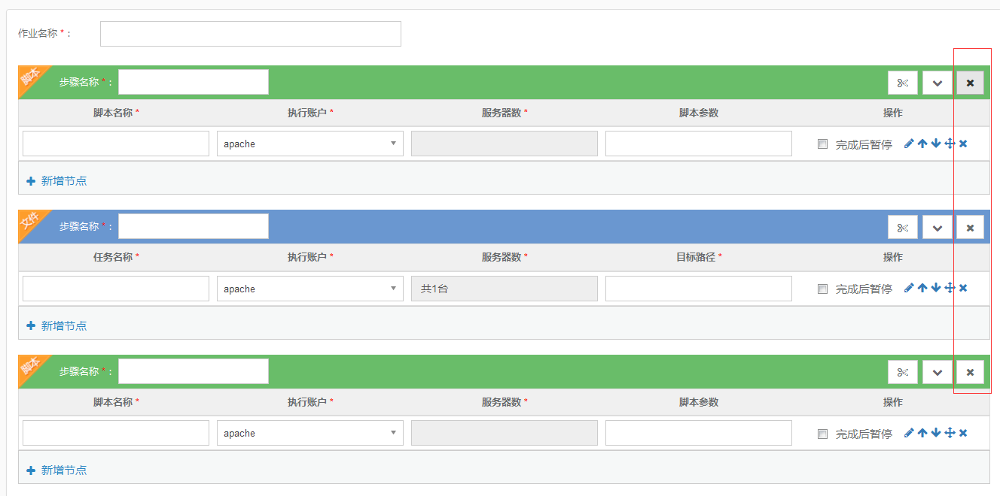 作业名称 * :
脚本 步骤名称 * :
脚本名称 * 执行账户 * 服务器数 * 脚本参数 操作
apache 完成后暂停
新增节点
文件 步骤名称 * :
任务名称 * 执行账户 * 服务器数 * 目标路径 * 操作
apache 共1台 完成后暂停
新增节点
脚本 步骤名称 * :
脚本名称 * 执行账户 * 服务器数 * 脚本参数 操作
apache 完成后暂停
新增节点